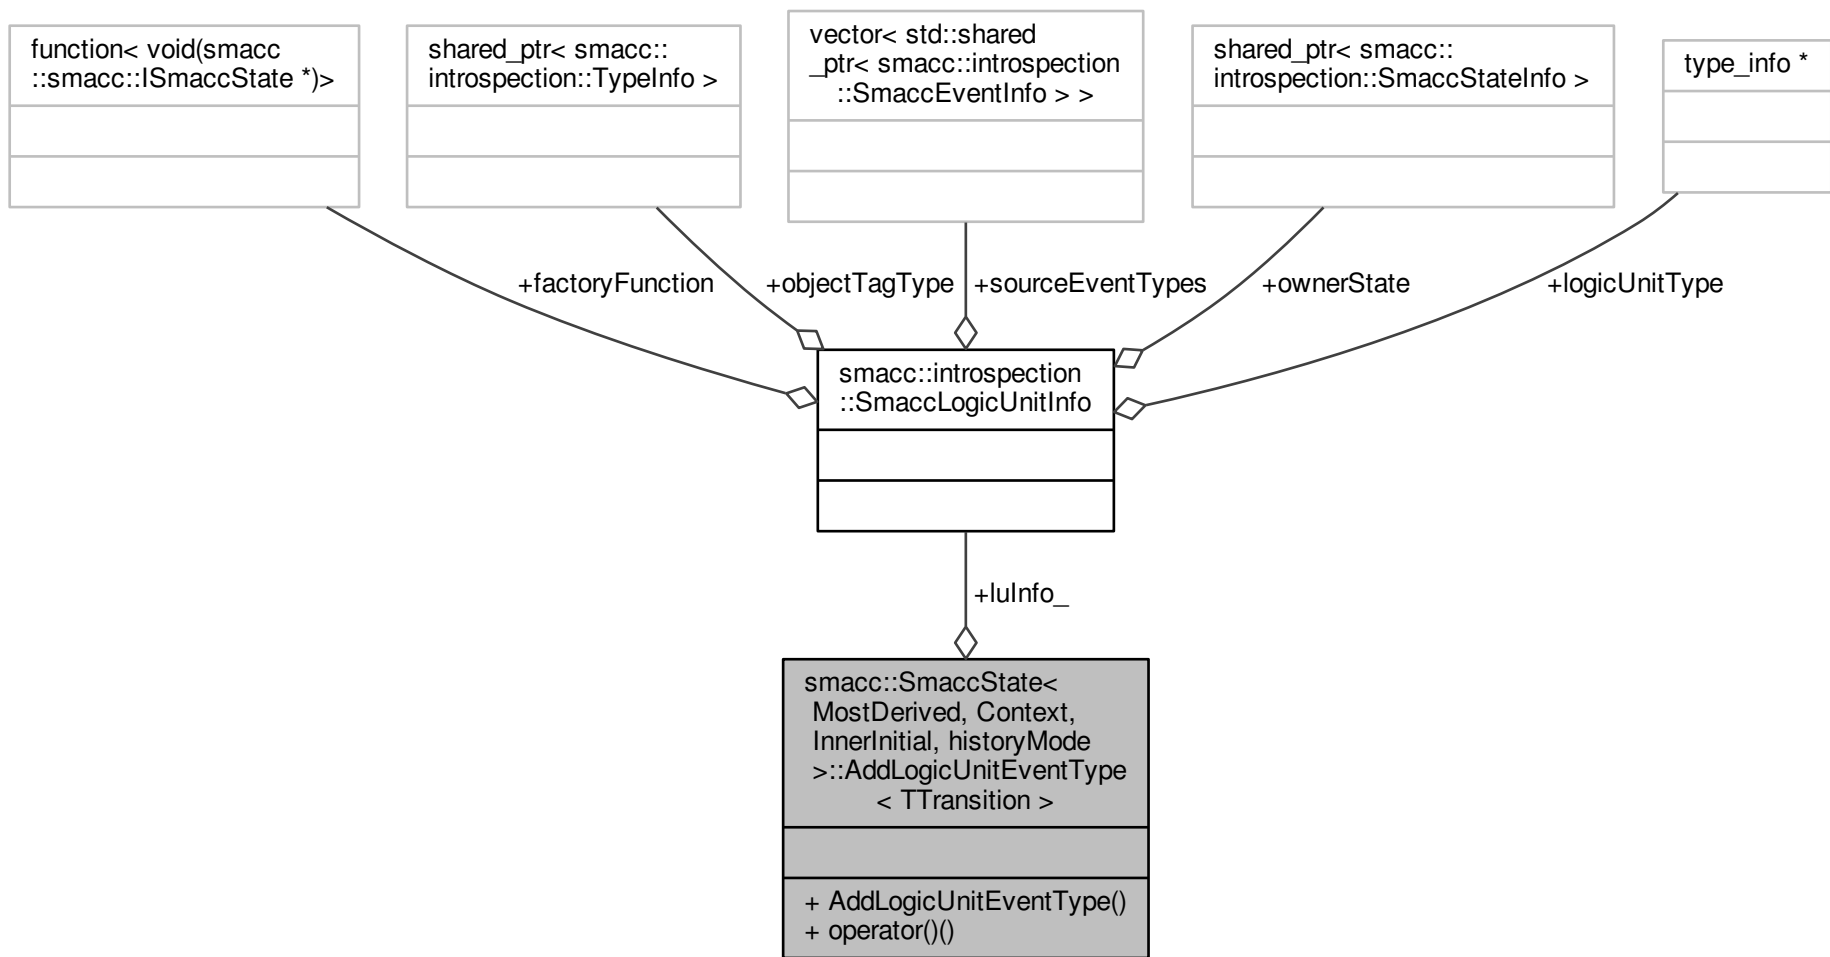 function< void(smacc
::smacc::ISmaccState *)>
shared_ptr< smacc::
introspection::TypeInfo >
vector< std::shared
_ptr< smacc::introspection
::SmaccEventInfo > >
shared_ptr< smacc::
introspection::SmaccStateInfo >
type_info *
+factoryFunction
+objectTagType
+sourceEventTypes
+ownerState
+logicUnitType
smacc::introspection
::SmaccLogicUnitInfo
+luInfo_
smacc::SmaccState<
MostDerived, Context,
InnerInitial, historyMode
>::AddLogicUnitEventType
< TTransition >
+ AddLogicUnitEventType()
+ operator()()